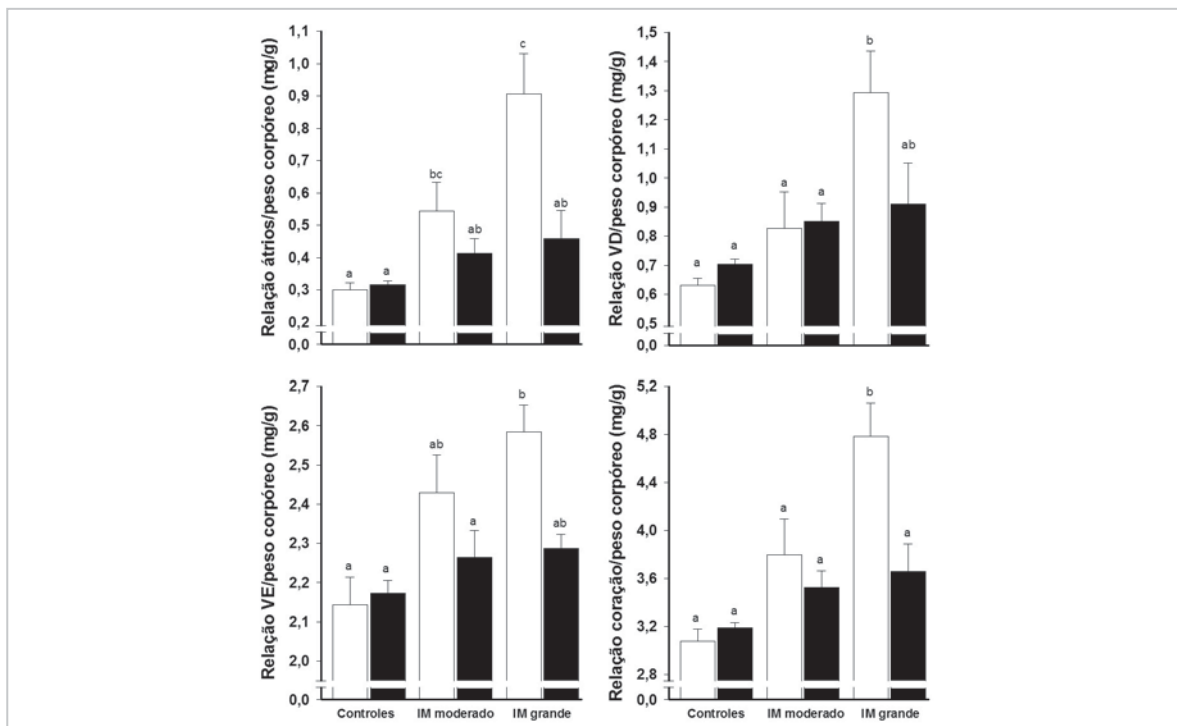 Relação átrios/peso corpóreo (mg/g)
1,1
1,0
0,9
0,8
0,7
0,6
0,5
0,4
0,3
0,2
0,0
a
a
bc
ab
c
ab
Relação VD/peso corpóreo (mg/g)
1,5
1,4
1,3
1,2
1,1
1,0
0,9
0,8
0,7
0,6
0,5
0,0
a
a
a
a
b
ab
Relação VE/peso corpóreo (mg/g)
2,7
2,6
2,5
2,4
2,3
2,2
2,1
2,0
0,0
a
a
ab
a
b
ab
Controles
IM moderado
IM grande
Relação coração/peso corpóreo (mg/g)
5,2
4,8
4,4
4,0
3,6
3,2
2,8
0,0
a
a
a
a
b
a
Controles
IM moderado
IM grande